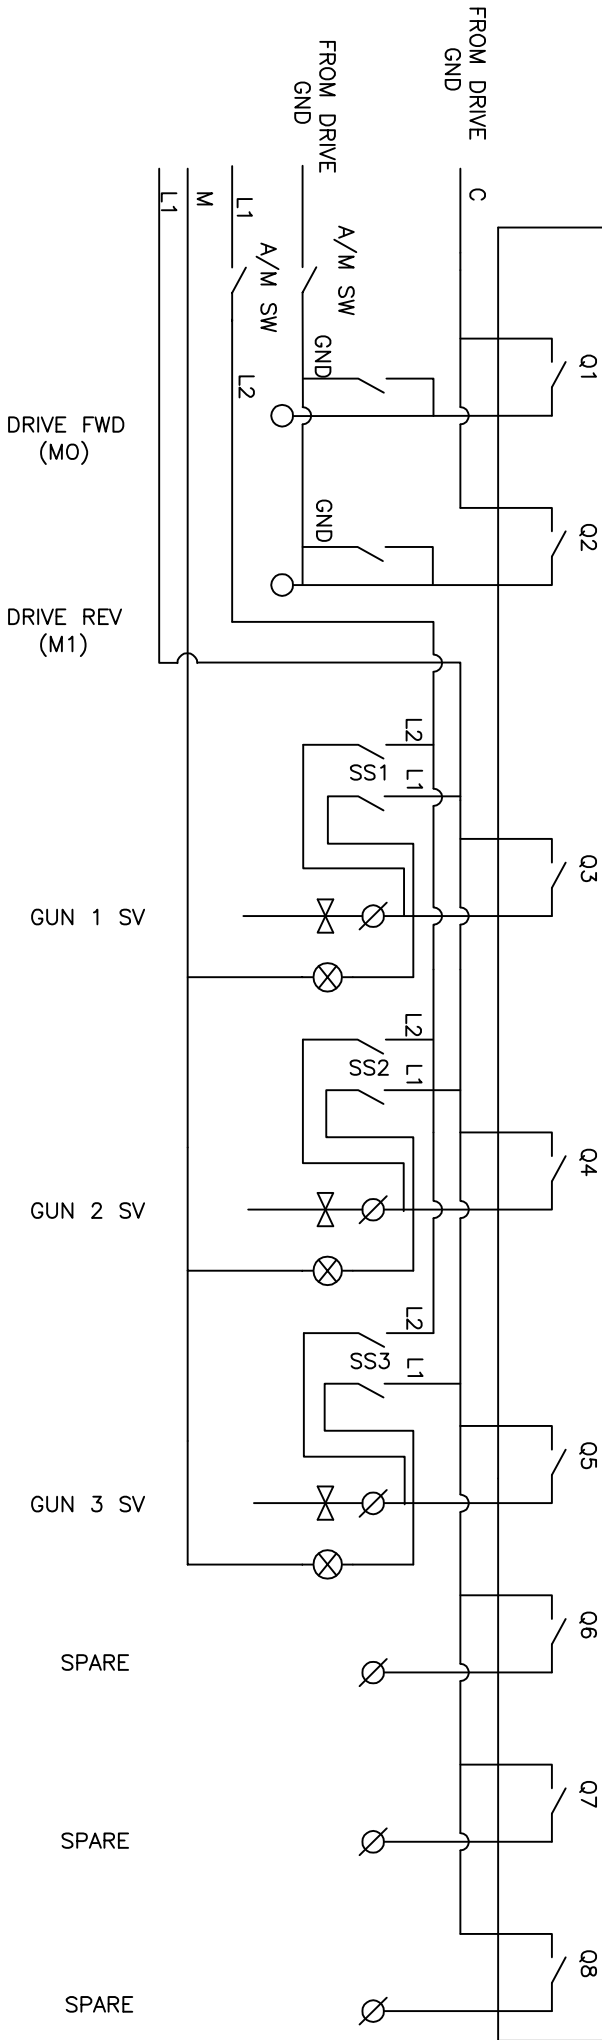 FROM DRIVE
GND
FROM DRIVE
GND
C
L1
M
L1
A/M SW
A/M SW
Q1
GND
L2
DRIVE FWD
(M0)
Q2
GND
DRIVE REV
(M1)
L2
SS1
L1
Q3
GUN 1 SV
L2
SS2
L1
Q4
GUN 2 SV
L2
SS3
L1
Q5
GUN 3 SV
Q6
SPARE
Q7
SPARE
Q8
SPARE